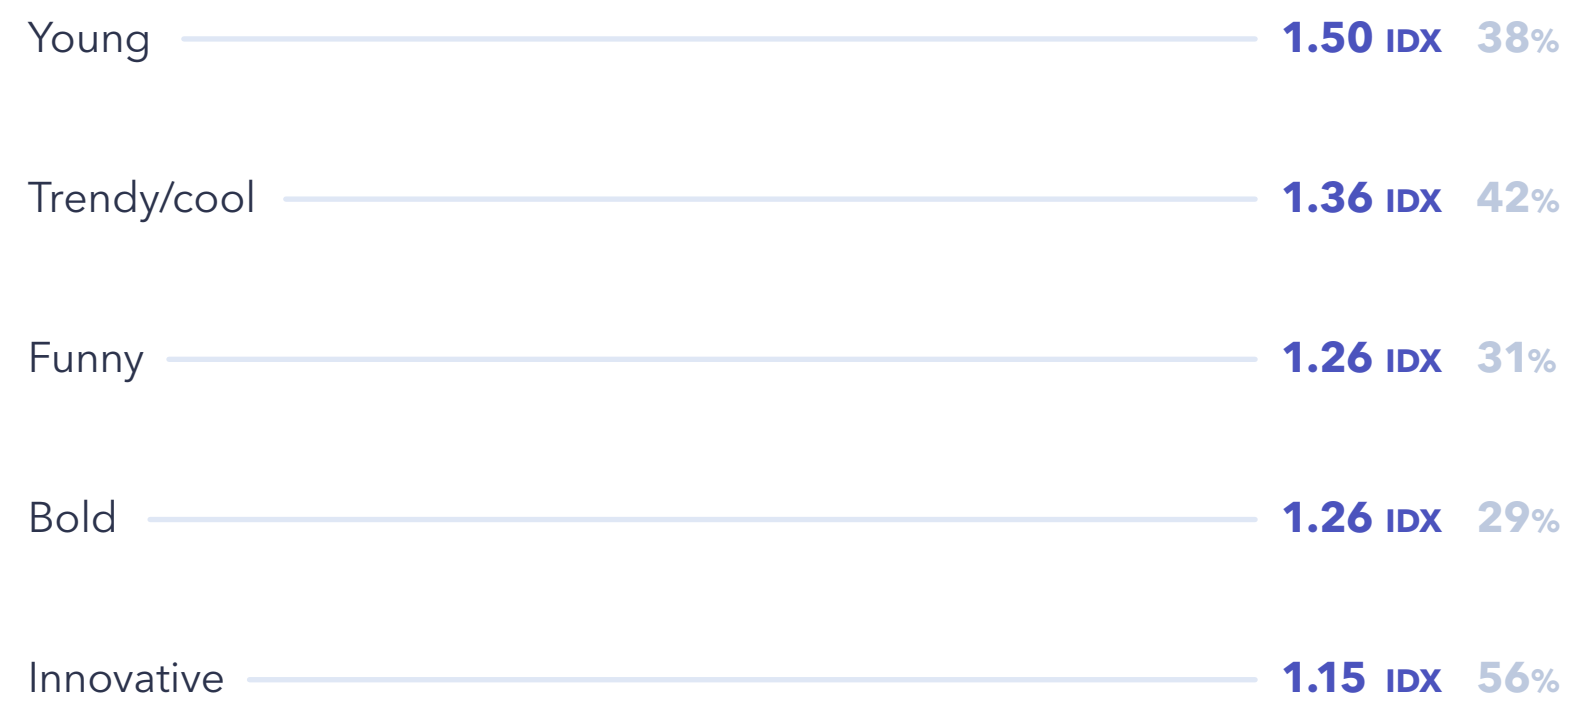 Young 1.50 IDX 38%
Trendy/cool 1.36 IDX 42%
Funny 1.26 IDX 31%
Bold 1.26 IDX 29%
Innovative 1.15 IDX 56%